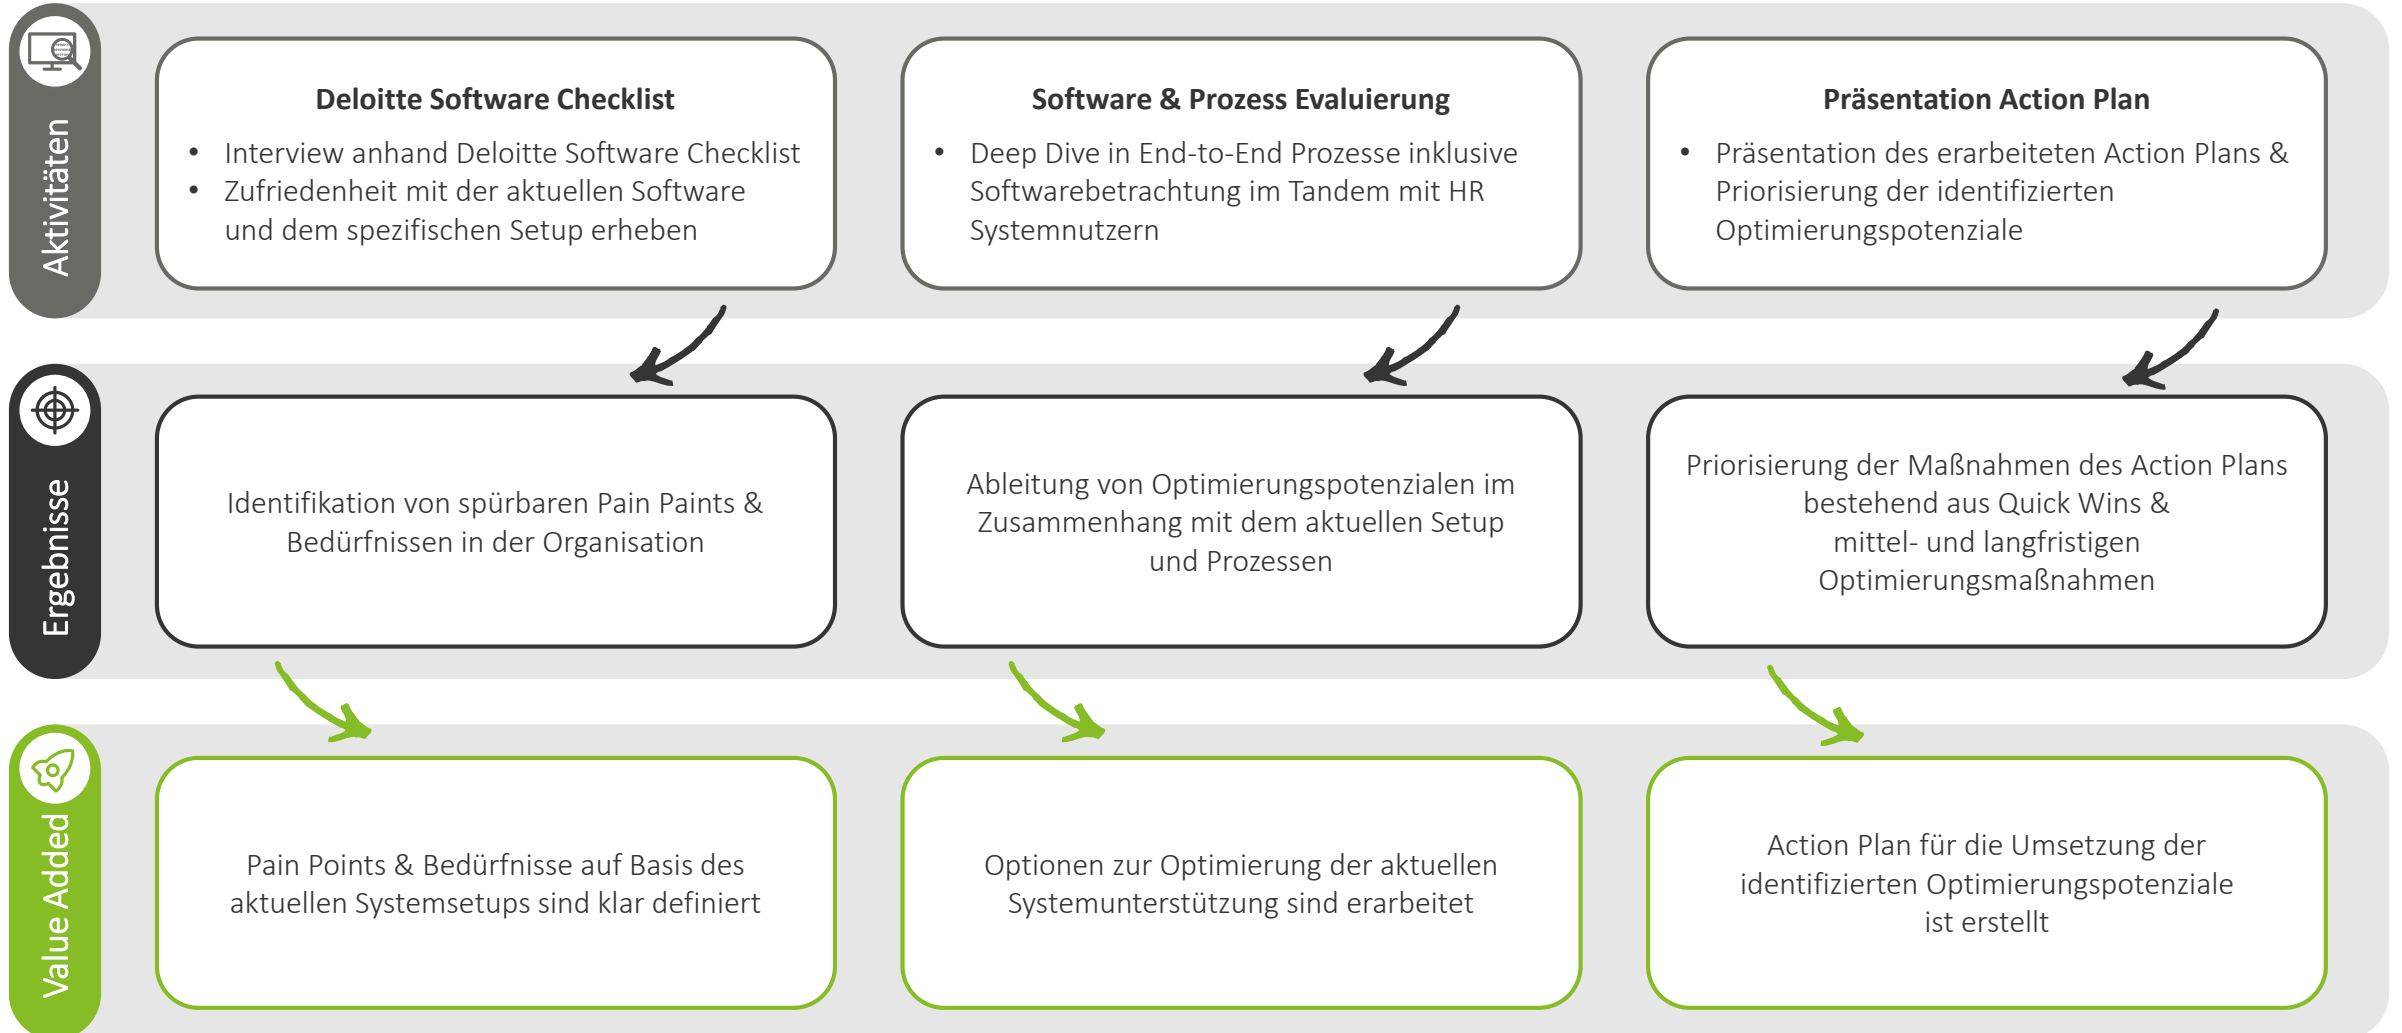 Aktivitäten
Deloitte Software Checklist
• Interview anhand Deloitte Software Checklist
• Zufriedenheit mit der aktuellen Software
und dem spezifischen Setup erheben
Software & Prozess Evaluierung
• Deep Dive in End-to-End Prozesse inklusive
Softwarebetrachtung im Tandem mit HR
Systemnutzern
Präsentation Action Plan
• Präsentation des erarbeiteten Action Plans &
Priorisierung der identifizierten
Optimierungspotenziale
Ergebnisse
Identifikation von spürbaren Pain Paints &
Bedürfnissen in der Organisation
Ableitung von Optimierungspotenzialen im
Zusammenhang mit dem aktuellen Setup
und Prozessen
Priorisierung der Maßnahmen des Action Plans
bestehend aus Quick Wins &
mittel- und langfristigen
Optimierungsmaßnahmen
Value Added
Pain Points & Bedürfnisse auf Basis des
aktuellen Systemsetups sind klar definiert
Optionen zur Optimierung der aktuellen
Systemunterstützung sind erarbeitet
Action Plan für die Umsetzung der
identifizierten Optimierungspotenziale
ist erstellt